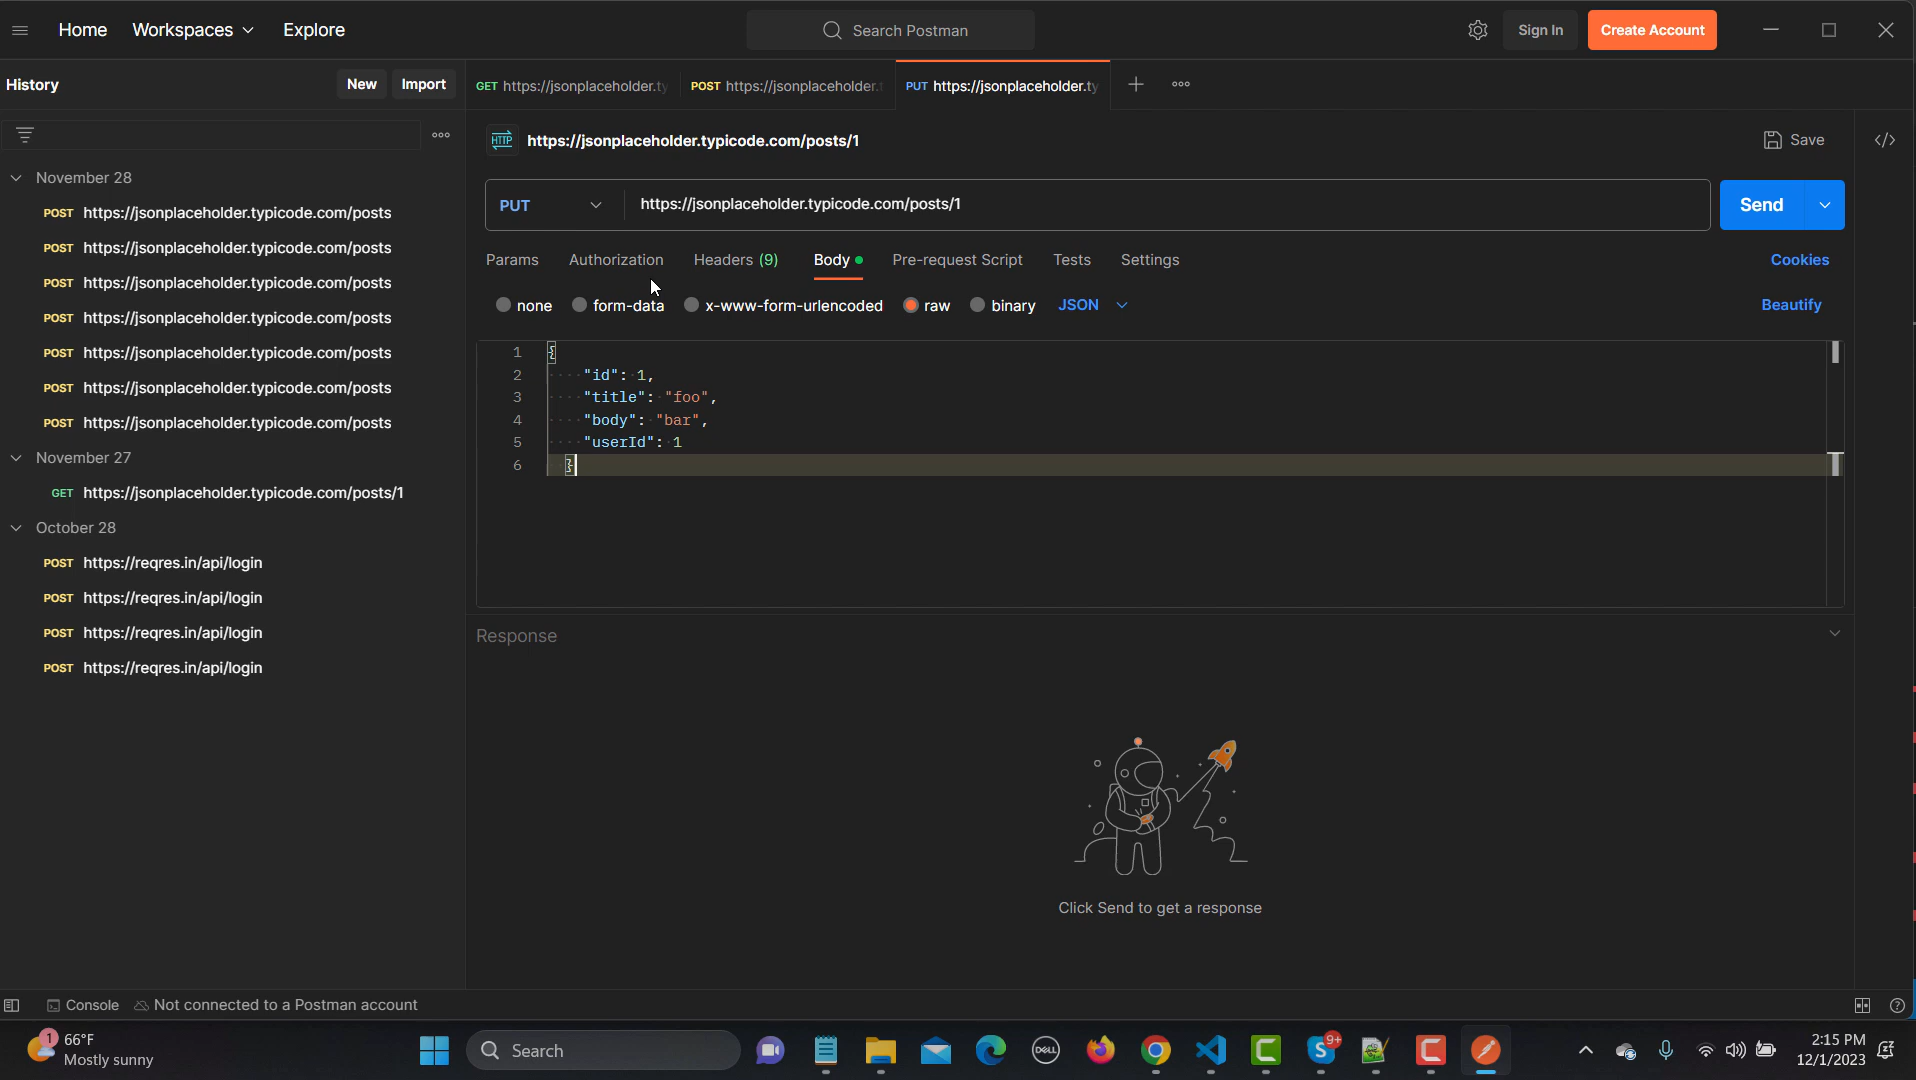 Home Workspaces Explore Search Postman Sign In Create Account
History New Import
GET https://jsonplaceholder.ty POST https://jsonplaceholder. PUT https://jsonplaceholder.ty
HTTP https://jsonplaceholder.typicode.com/posts/1 Save
November 28
POST https://jsonplaceholder.typicode.com/posts
POST https://jsonplaceholder.typicode.com/posts
POST https://jsonplaceholder.typicode.com/posts
POST https://jsonplaceholder.typicode.com/posts
POST https://jsonplaceholder.typicode.com/posts
POST https://jsonplaceholder.typicode.com/posts
POST https://jsonplaceholder.typicode.com/posts
November 27
GET https://jsonplaceholder.typicode.com/posts/1
October 28
POST https://reqres.in/api/login
POST https://reqres.in/api/login
POST https://reqres.in/api/login
POST https://reqres.in/api/login
PUT https://jsonplaceholder.typicode.com/posts/1 Send
Params Authorization Headers (9) Body Pre-request Script Tests Settings Cookies
none form-data x-www-form-urlencoded raw binary JSON Beautify
1 {
2 "id": 1,
3 "title": "foo",
4 "body": "bar",
5 "userId": 1
6 }
Response
Click Send to get a response
Console Not connected to a Postman account
1 66°F
Mostly sunny
Search
DELL
9+
2:15 PM
12/1/2023